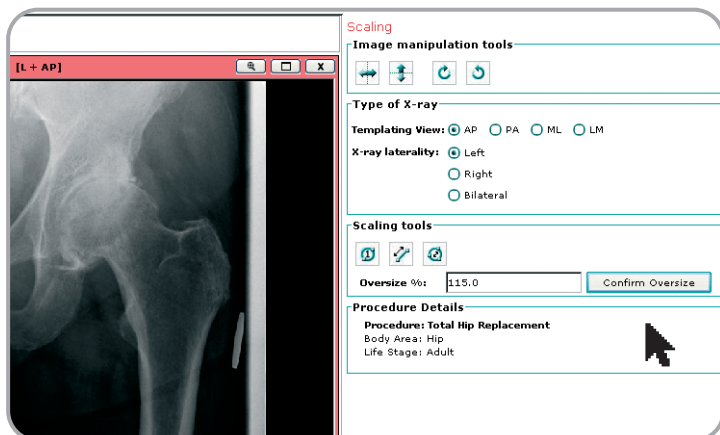 Scaling
Image manipulation tools
[L + AP]
X
Type of X-ray
Templating View: AP PA ML LM
X-ray laterality: Left
Right
Bilateral
Scaling tools
1
Oversize %: 115.0 Confirm Oversize
Procedure Details
Procedure: Total Hip Replacement
Body Area: Hip
Life Stage: Adult